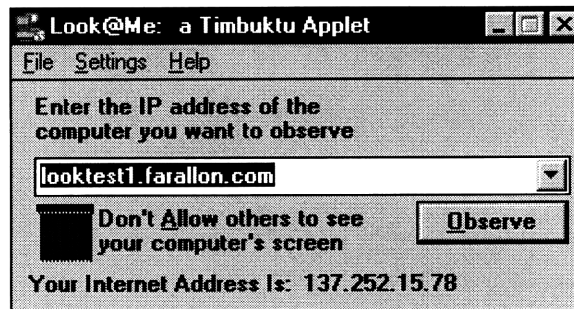 Look@Me: a Timbuktu Applet
File Settings Help
Enter the IP address of the
computer you want to observe
looktest1.farallon.com
Don't Allow others to see
your computer's screen
Observe
Your Internet Address Is: 137.252.15.78